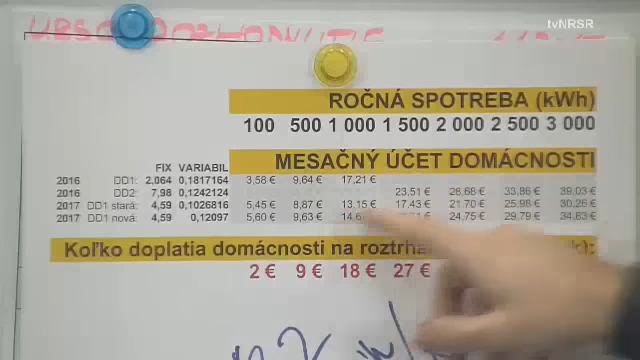 tvNRSR
ROČNÁ SPOTREBA (kWh)
100 500 1 000 1 500 2 000 2 500 3 000
FIX VARIABIL MESAČNÝ ÚČET DOMÁCNOSTI
2016 DD1: 2,064 0,1817164 3,58 € 9,64 € 17,21 €
2016 DD2: 7,98 0,1242124 23,51 € 28,68 € 33,86 € 39,03 €
2017 DD1 stará: 4,59 0,1026816 5,45 € 8,87 € 13,15 € 17,43 € 21,70 € 25,98 € 30,26 €
2017 DD1 nová: 4,59 0,12097 5,60 € 9,63 € 24,75 € 29,79 € 34,83 €
Koľko doplatia domácnosti na
2 € 9 € 18 € 27 €